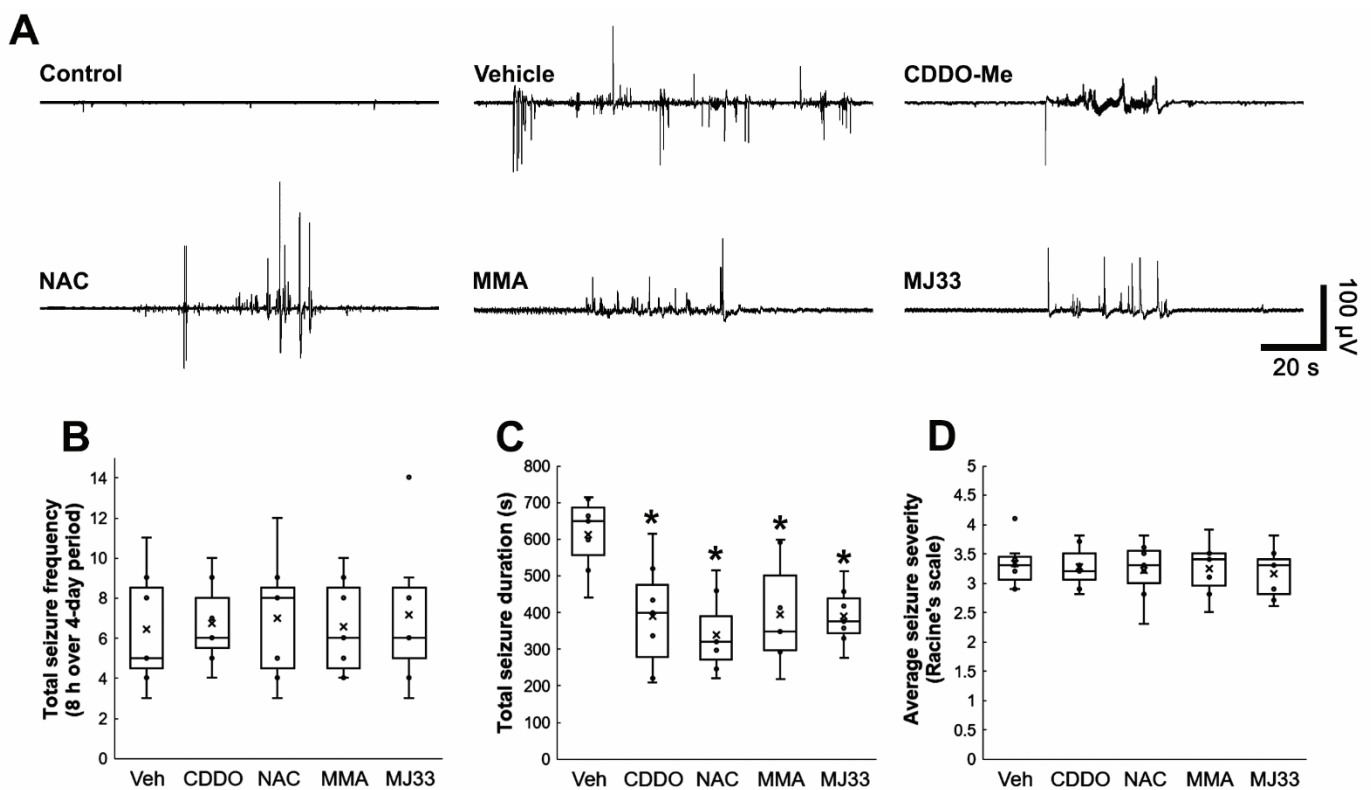 A
Control
Vehicle
CDDO-Me
NAC
MMA
MJ33
100 µV
20 s
B
Total seizure frequency
(8 h over 4-day period)
14
12
10
8
6
4
2
0
Veh CDDO NAC MMA MJ33
C
Total seizure duration (s)
800
700
600
500
400
300
200
100
0
* * * *
Veh CDDO NAC MMA MJ33
D
Average seizure severity
(Racine's scale)
5
4.5
4
3.5
3
2.5
2
1.5
1
0.5
0
Veh CDDO NAC MMA MJ33